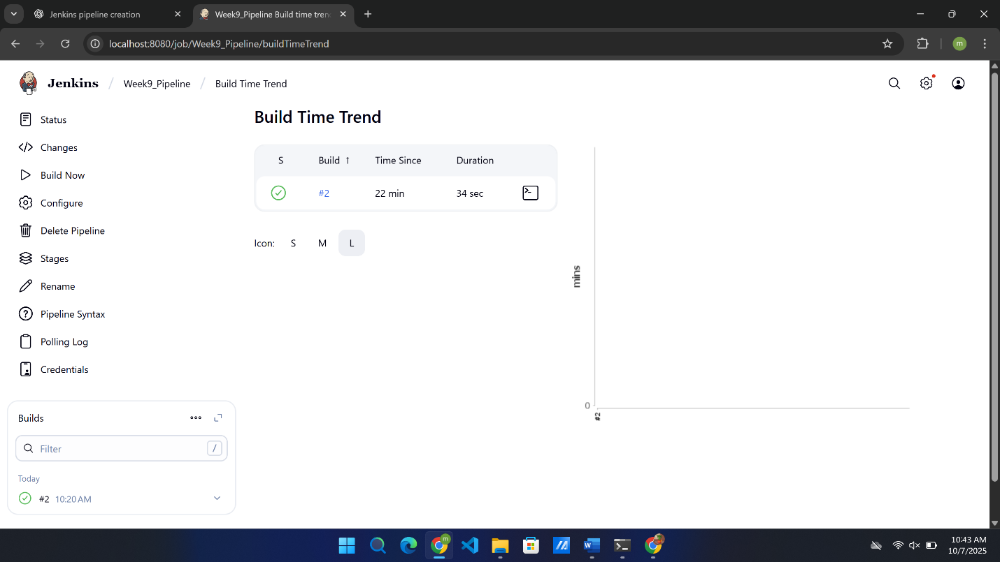 Jenkins pipeline creation
Week9_Pipeline Build time tren
localhost:8080/job/Week9_Pipeline/buildTimeTrend
m
Jenkins / Week9_Pipeline / Build Time Trend
Status
Changes
Build Now
Configure
Delete Pipeline
Stages
Rename
Pipeline Syntax
Polling Log
Credentials
Builds
Filter /
Today
#2 10:20 AM
Build Time Trend
S Build ↑ Time Since Duration
#2 22 min 34 sec
Icon: S M L
mins
0
#2
m
W
10:43 AM
10/7/2025